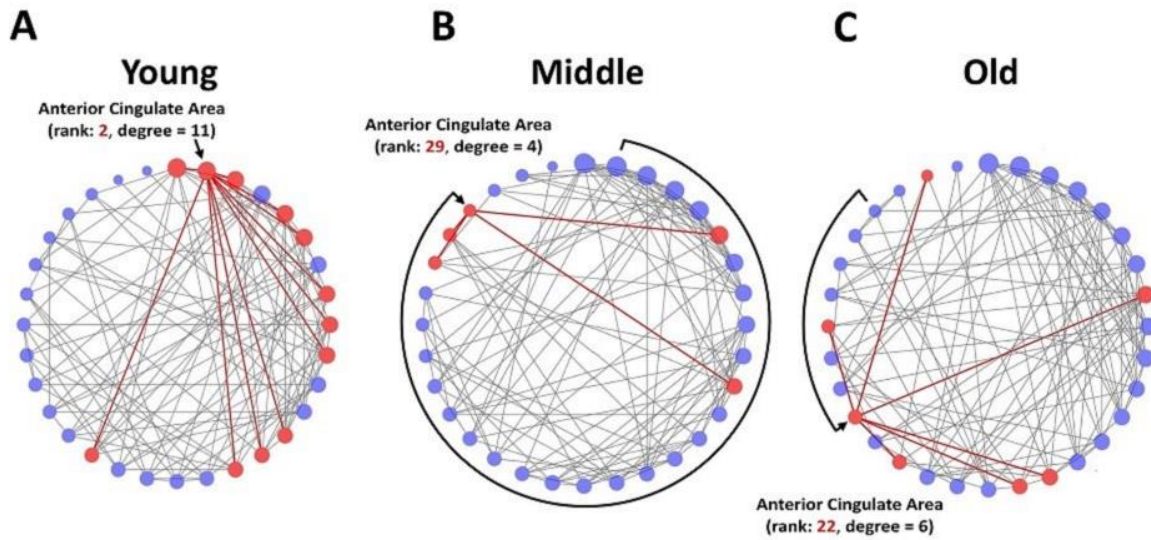 A
Young
Anterior Cingulate Area
(rank: 2, degree = 11)
B
Middle
Anterior Cingulate Area
(rank: 29, degree = 4)
C
Old
Anterior Cingulate Area
(rank: 22, degree = 6)